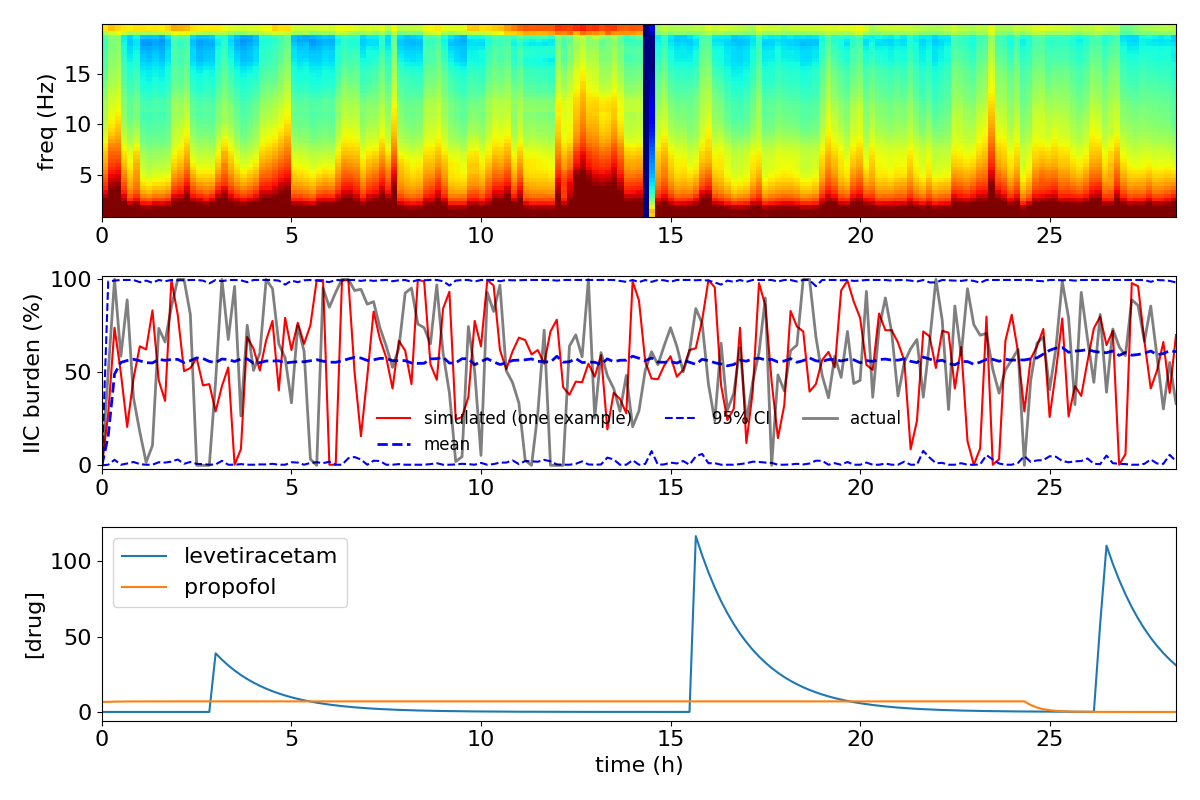 freq (Hz)
15
10
5
0 5 10 15 20 25
IIC burden (%)
100
50
0
simulated (one example) 95% CI actual
mean
0 5 10 15 20 25
[drug]
100
50
0
levetiracetam
propofol
0 5 10 15 20 25
time (h)